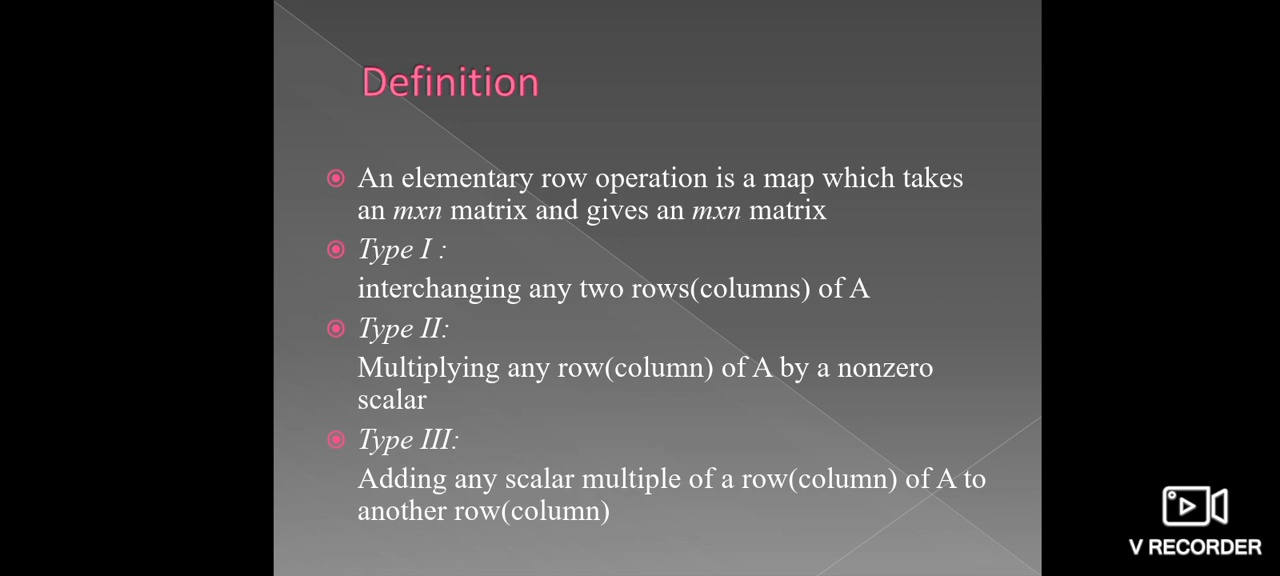 Definition
An elementary row operation is a map which takes
an mxn matrix and gives an mxn matrix
Type I :
interchanging any two rows(columns) of A
Type II:
Multiplying any row(column) of A by a nonzero
scalar
Type III:
Adding any scalar multiple of a row(column) of A to
another row(column)
V RECORDER